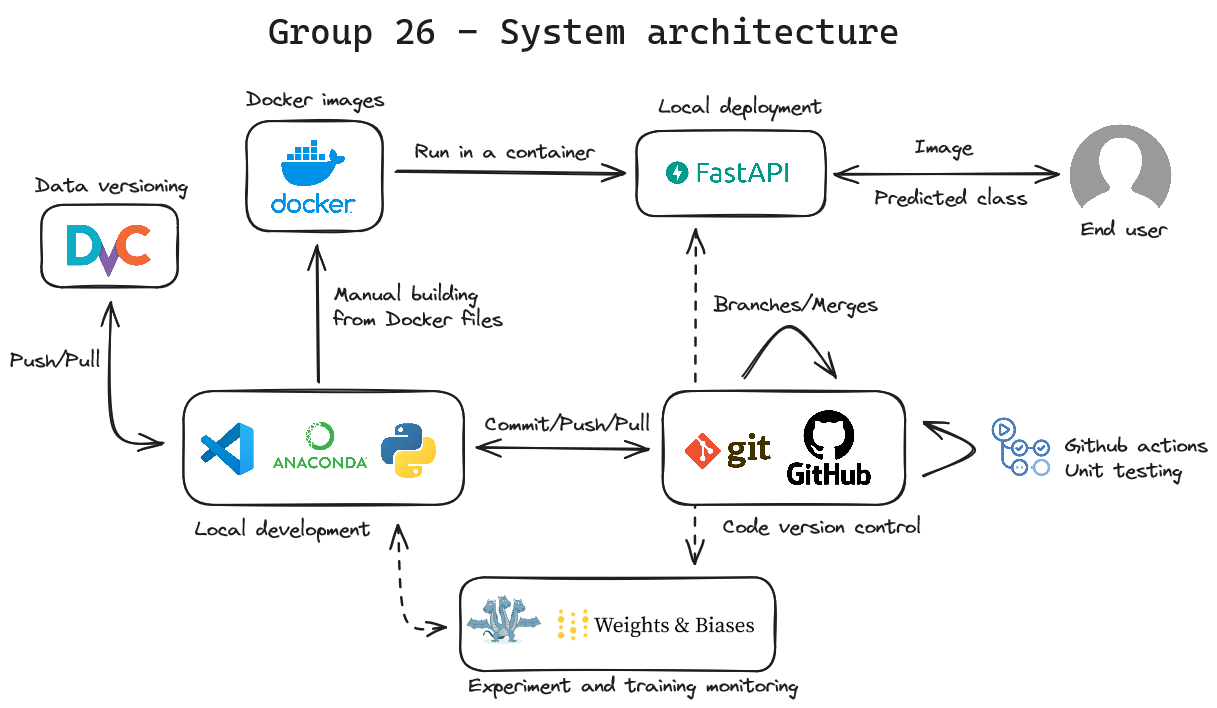 Group 26 - System architecture
Docker images
docker
Run in a container
Local deployment
FastAPI
Image
Predicted class
End user
Data versioning
DVC
Push/Pull
Manual building
from Docker files
Branches/Merges
ANACONDA
Local development
Commit/Push/Pull
git
GitHub
Code version control
Github actions
Unit testing
Weights & Biases
Experiment and training monitoring